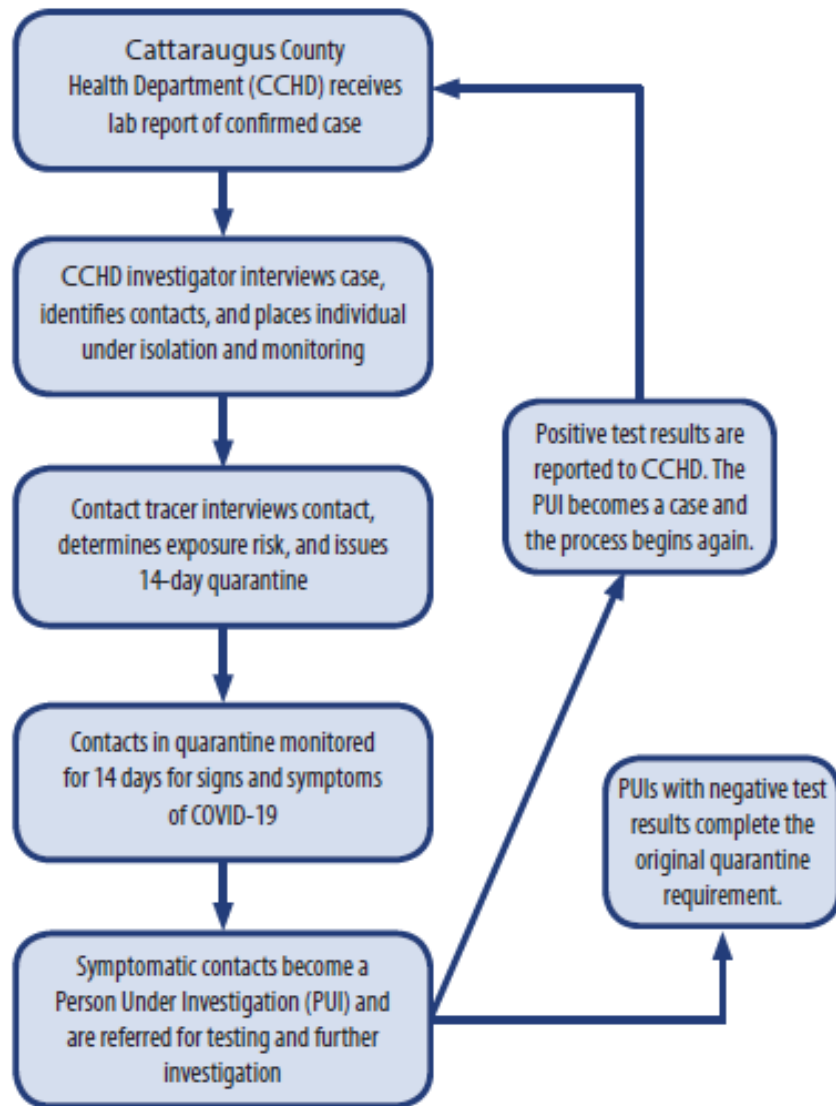 Cattaraugus County
Health Department (CCHD) receives
lab report of confirmed case
CCHD investigator interviews case,
identifies contacts, and places individual
under isolation and monitoring
Contact tracer interviews contact,
determines exposure risk, and issues
14-day quarantine
Contacts in quarantine monitored
for 14 days for signs and symptoms
of COVID-19
Symptomatic contacts become a
Person Under Investigation (PUI) and
are referred for testing and further
investigation
Positive test results are
reported to CCHD. The
PUI becomes a case and
the process begins again.
PUIs with negative test
results complete the
original quarantine
requirement.